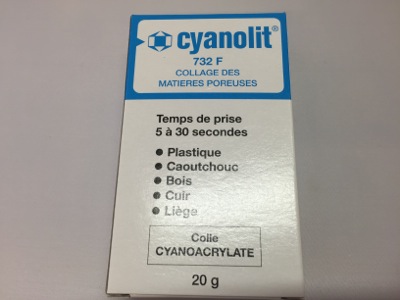 cyanolit®
732 F
COLLAGE DES
MATIERES POREUSES
Temps de prise
5 à 30 secondes
● Plastique
● Caoutchouc
● Bois
● Cuir
● Liège
Colle
CYANOACRYLATE
20 g